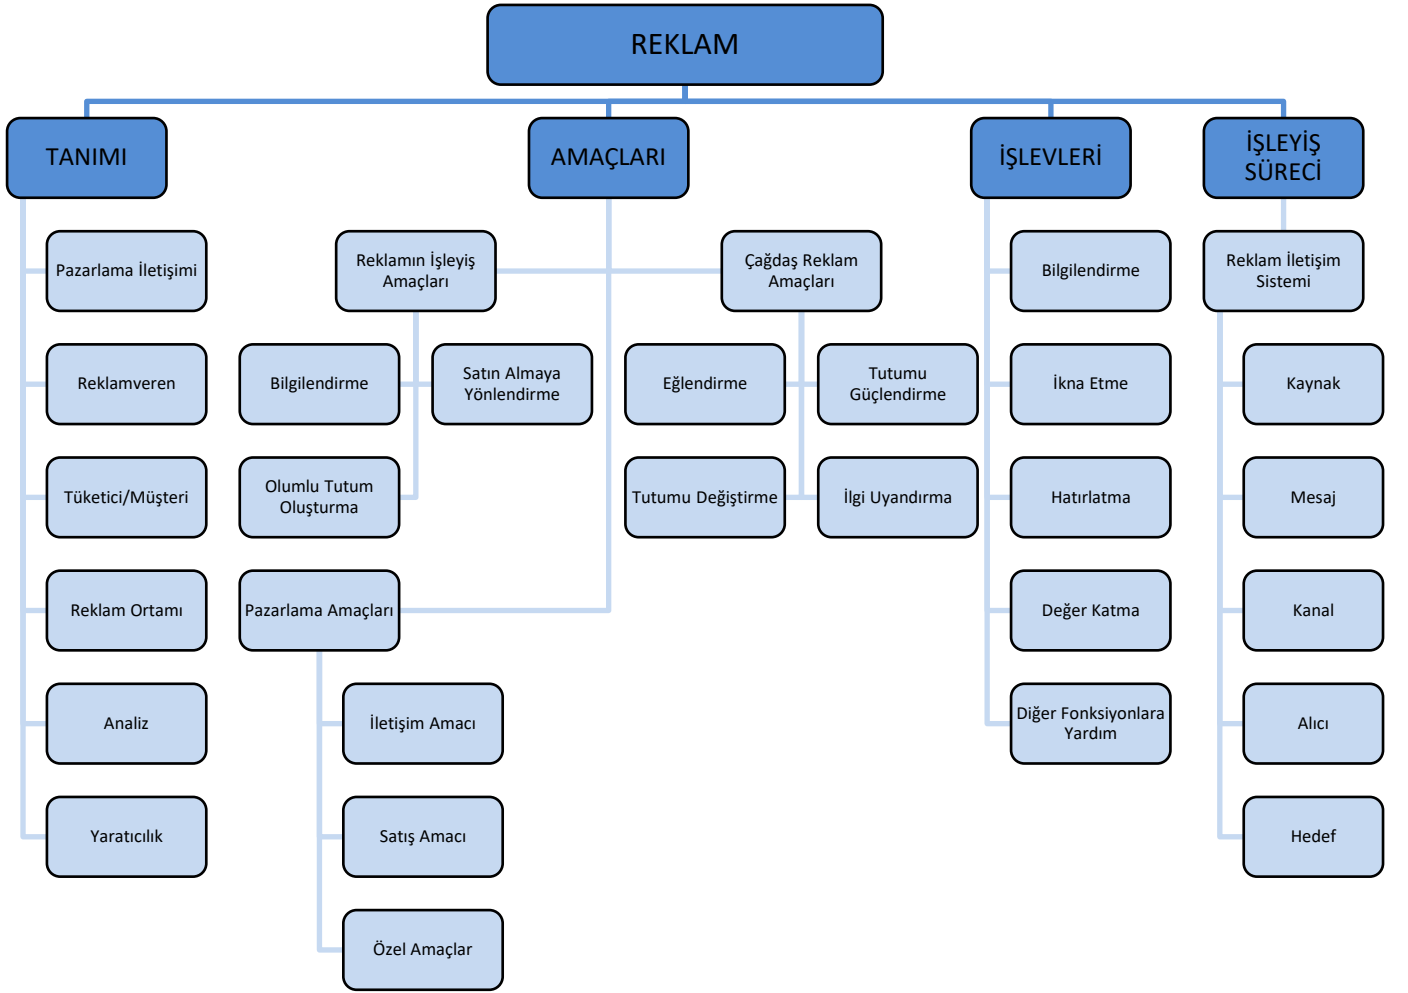 REKLAM
TANIMI
AMAÇLARI
İŞLEVLERİ
İŞLEYİŞ
SÜRECİ
Pazarlama İletişimi
Reklamveren
Tüketici/Müşteri
Reklam Ortamı
Analiz
Yaratıcılık
Reklamın İşleyiş
Amaçları
Bilgilendirme
Satın Almaya
Yönlendirme
Olumlu Tutum
Oluşturma
Çağdaş Reklam
Amaçları
Eğlendirme
Tutumu
Güçlendirme
Tutumu Değiştirme
İlgi Uyandırma
Pazarlama Amaçları
İletişim Amacı
Satış Amacı
Özel Amaçlar
Bilgilendirme
İkna Etme
Hatırlatma
Değer Katma
Diğer Fonksiyonlara
Yardım
Reklam İletişim
Sistemi
Kaynak
Mesaj
Kanal
Alıcı
Hedef